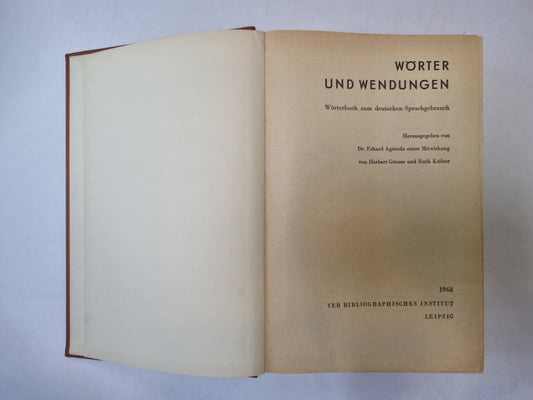 WÖRTER
UND WENDUNGEN
Wörterbuch zum deutschen Sprachgebrauch
Herausgegeben von
Dr. Erhard Agricola unter Mitwirkung
von Herbert Görner und Ruth Küfner
1968
VEB BIBLIOGRAPHISCHES INSTITUT
LEIPZIG